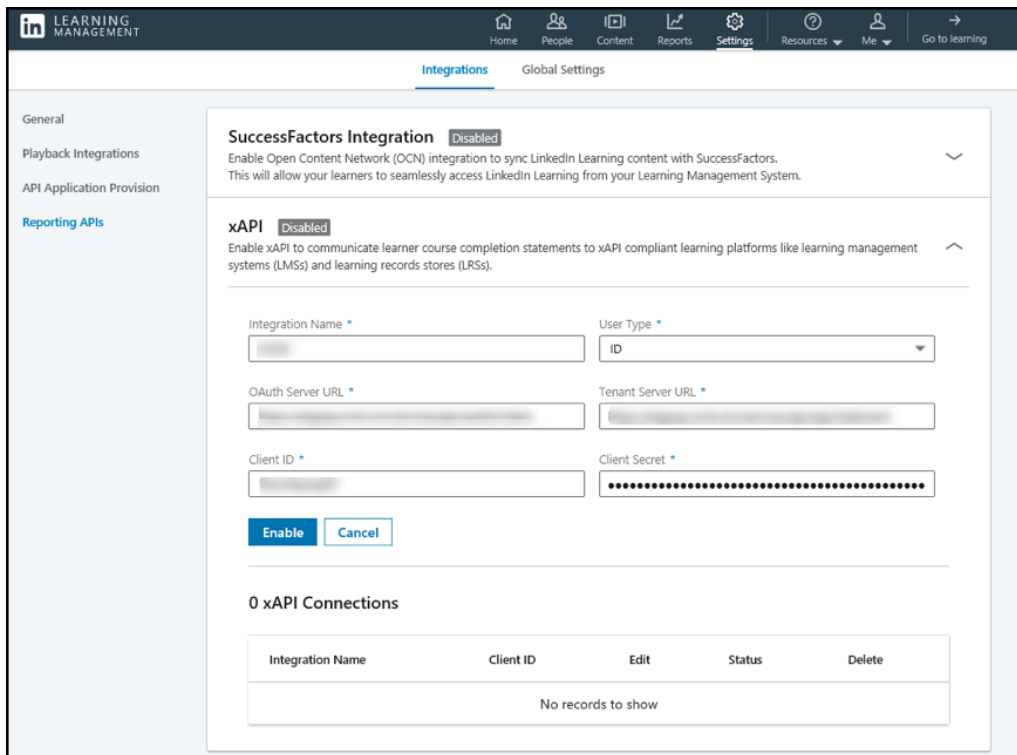 in LEARNING
MANAGEMENT
Home People Content Reports Settings Resources Me Go to learning
Integrations Global Settings
General
Playback Integrations
API Application Provision
Reporting APIs
SuccessFactors Integration Disabled
Enable Open Content Network (OCN) integration to sync LinkedIn Learning content with SuccessFactors.
This will allow your learners to seamlessly access LinkedIn Learning from your Learning Management System.
xAPI Disabled
Enable xAPI to communicate learner course completion statements to xAPI compliant learning platforms like learning management
systems (LMSs) and learning records stores (LRSs).
Integration Name * User Type *
ID
OAuth Server URL * Tenant Server URL *
Client ID * Client Secret *
Enable Cancel
0 xAPI Connections
Integration Name Client ID Edit Status Delete
No records to show